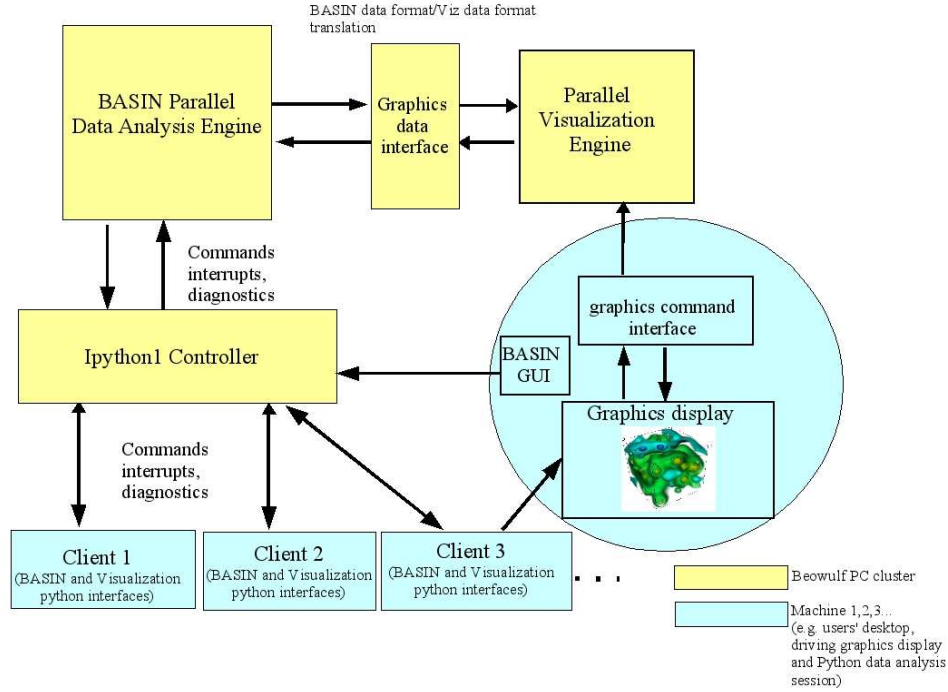 BASIN data format/Viz data format
translation
BASIN Parallel
Data Analysis Engine
Graphics
data
interface
Parallel
Visualization
Engine
Commands
interrupts,
diagnostics
graphics command
interface
Ipython1 Controller
BASIN
GUI
Graphics display
Commands
interrupts,
diagnostics
Client 1
(BASIN and Visualization
python interfaces)
Client 2
(BASIN and Visualization
python interfaces)
Client 3
(BASIN and Visualization
python interfaces)
. . .
Beowulf PC cluster
Machine 1,2,3...
(e.g. users' desktop,
driving graphics display
and Python data analysis
session)